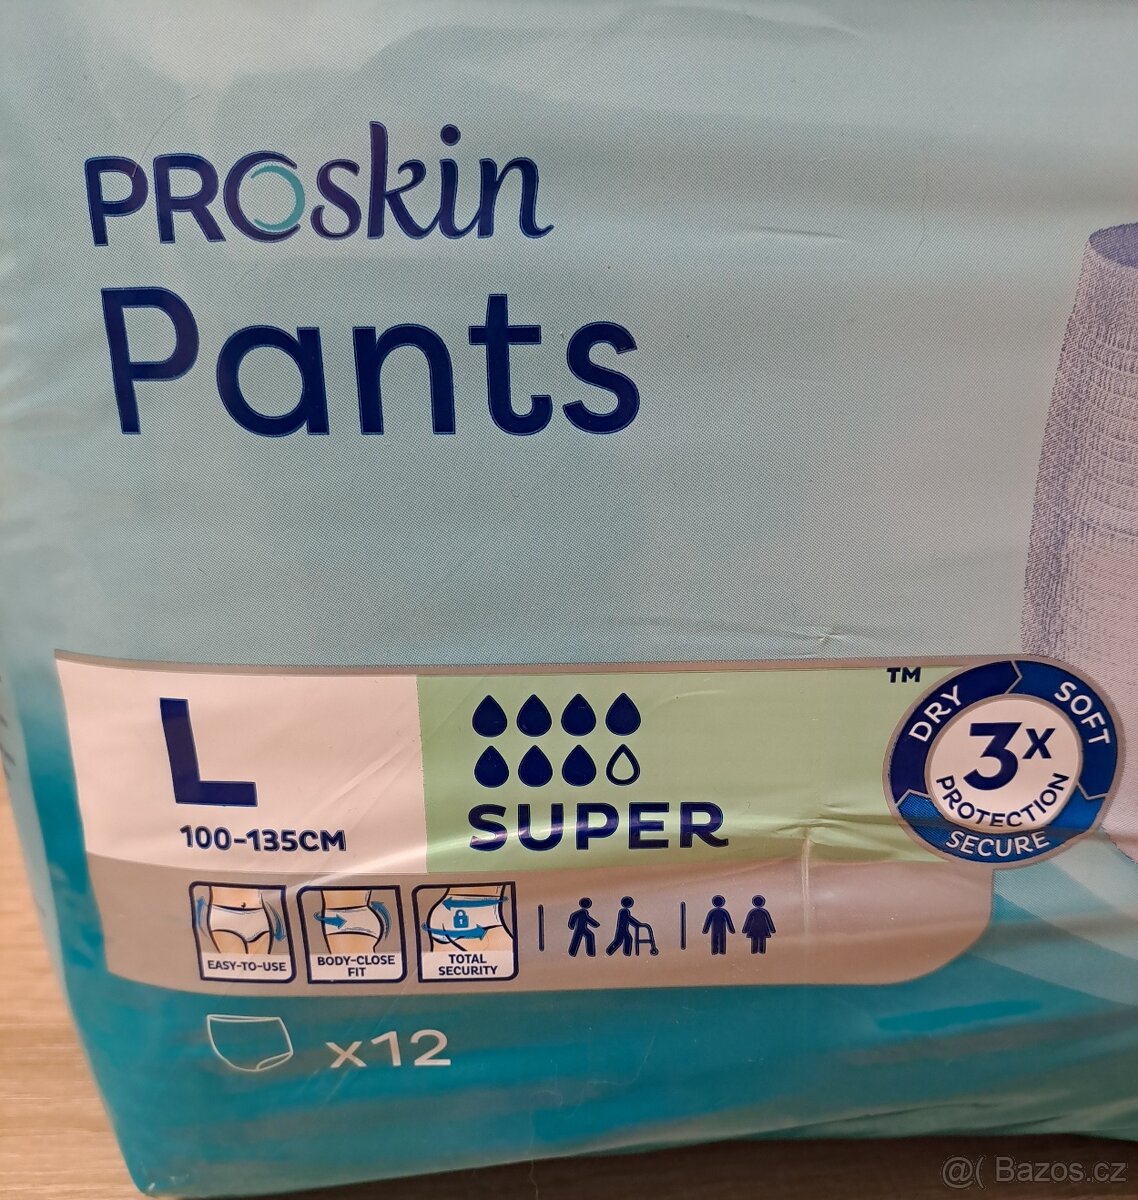 PROskin
Pants
L
100-135CM
SUPER
TM
DRY
SOFT
3x
PROTECTION
SECURE
EASY-TO-USE
BODY-CLOSE
FIT
TOTAL
SECURITY
x12
@( Bazos.cz